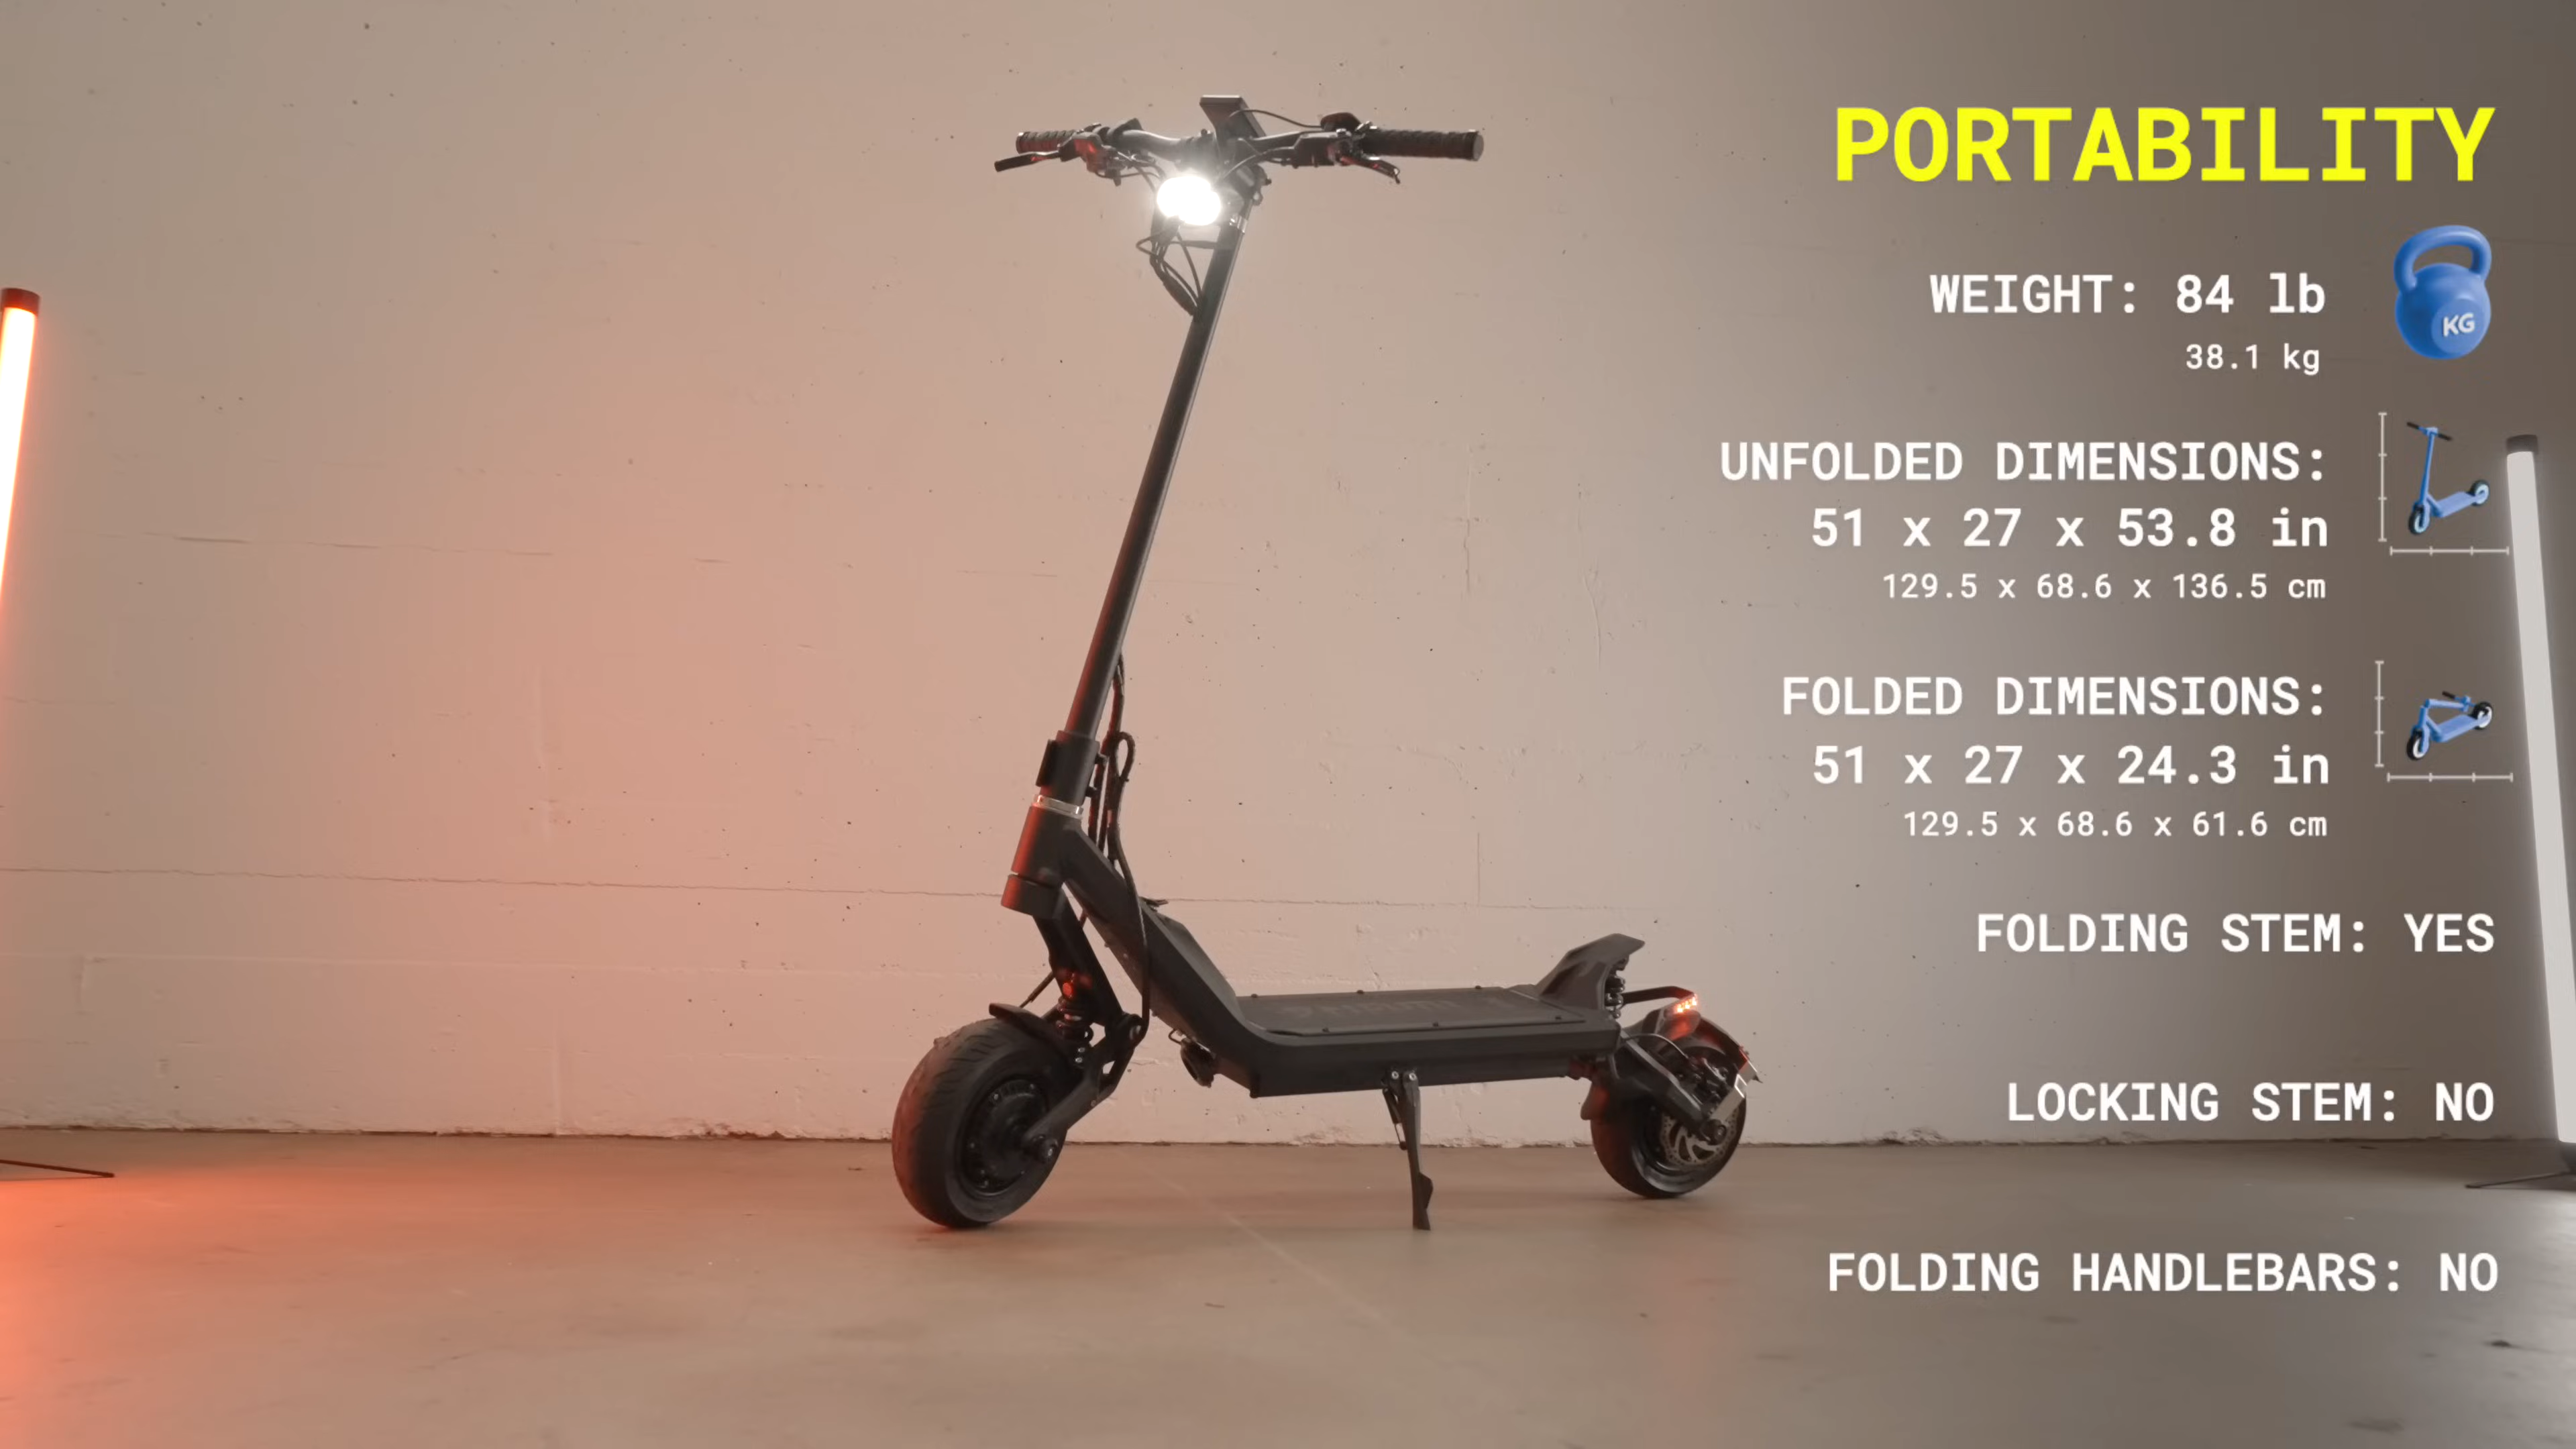 PORTABILITY
WEIGHT: 84 lb
38.1 kg
KG
UNFOLDED DIMENSIONS:
51 x 27 x 53.8 in
129.5 x 68.6 x 136.5 cm
FOLDED DIMENSIONS:
51 x 27 x 24.3 in
129.5 x 68.6 x 61.6 cm
FOLDING STEM: YES
LOCKING STEM: NO
FOLDING HANDLEBARS: NO